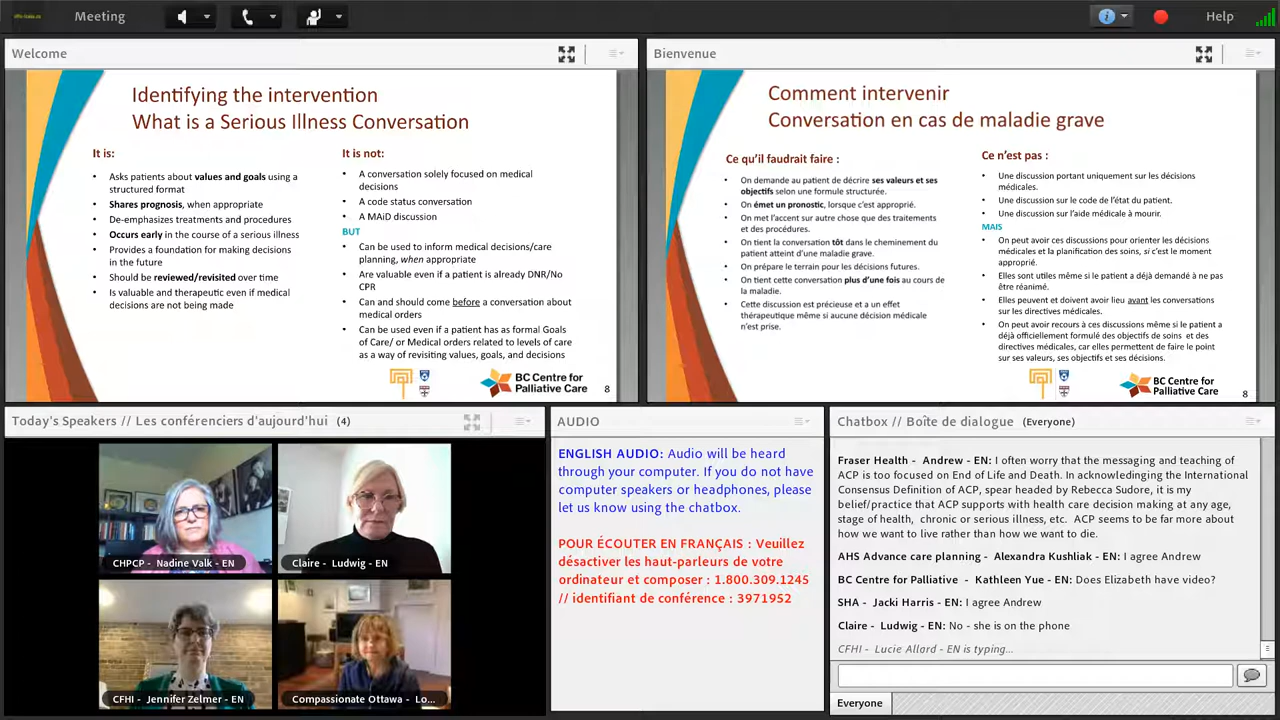 Meeting
Help
Welcome
Identifying the intervention
What is a Serious Illness Conversation
It is:
• Asks patients about values and goals using a
structured format
• Shares prognosis, when appropriate
• De-emphasizes treatments and procedures
• Occurs early in the course of a serious illness
• Provides a foundation for making decisions
in the future
• Should be reviewed/revisited over time
• Is valuable and therapeutic even if medical
decisions are not being made
It is not:
• A conversation solely focused on medical
decisions
• A code status conversation
• A MAiD discussion
BUT
• Can be used to inform medical decisions/care
planning, when appropriate
• Are valuable even if a patient is already DNR/No
CPR
• Can and should come before a conversation about
medical orders
• Can be used even if a patient has as formal Goals
of Care/ or Medical orders related to levels of care
as a way of revisiting values, goals, and decisions
BC Centre for
Palliative Care
8
Bienvenue
Comment intervenir
Conversation en cas de maladie grave
Ce qu'il faudrait faire :
• On demande au patient de décrire ses valeurs et ses
objectifs selon une formule structurée.
• On émet un pronostic, lorsque c'est approprié.
• On met l'accent sur autre chose que des traitements
et des procédures.
• On tient la conversation tôt dans le cheminement du
patient atteint d'une maladie grave.
• On prépare le terrain pour les décisions futures.
• On tient cette conversation plus d'une fois au cours de
la maladie.
• Cette discussion est précieuse et a un effet
thérapeutique même si aucune décision médicale
n'est prise.
Ce n'est pas :
• Une discussion portant uniquement sur les décisions
médicales.
• Une discussion sur le code de l'état du patient.
• Une discussion sur l'aide médicale à mourir.
MAIS
• On peut avoir ces discussions pour orienter les décisions
médicales et la planification des soins, si c'est le moment
approprié.
• Elles sont utiles même si le patient a déjà demandé à ne pas
être réanimé.
• Elles peuvent et doivent avoir lieu avant les conversations
sur les directives médicales.
• On peut avoir recours à ces discussions même si le patient a
déjà officiellement formulé des objectifs de soins et des
directives médicales, car elles permettent de faire le point
sur ses valeurs, ses objectifs et ses décisions.
BC Centre for
Palliative Care
8
Today's Speakers // Les conférenciers d'aujourd'hui (4)
CHPCP - Nadine Valk - EN
Claire - Ludwig - EN
CFHI - Jennifer Zelmer - EN
Compassionate Ottawa - Lo...
AUDIO
ENGLISH AUDIO: Audio will be heard
through your computer. If you do not have
computer speakers or headphones, please
let us know using the chatbox.
POUR ÉCOUTER EN FRANÇAIS : Veuillez
désactiver les haut-parleurs de votre
ordinateur et composer : 1.800.309.1245
// identifiant de conférence : 3971952
Chatbox // Boîte de dialogue (Everyone)
Fraser Health - Andrew - EN: I often worry that the messaging and teaching of
ACP is too focused on End of Life and Death. In acknowledinging the International
Consensus Definition of ACP, spear headed by Rebecca Sudore, it is my
belief/practice that ACP supports with health care decision making at any age,
stage of health, chronic or serious illness, etc. ACP seems to be far more about
how we want to live rather than how we want to die.
AHS Advance care planning - Alexandra Kushliak - EN: I agree Andrew
BC Centre for Palliative - Kathleen Yue - EN: Does Elizabeth have video?
SHA - Jacki Harris - EN: I agree Andrew
Claire - Ludwig - EN: No - she is on the phone
CFHI - Lucie Allard - EN is typing...
Everyone